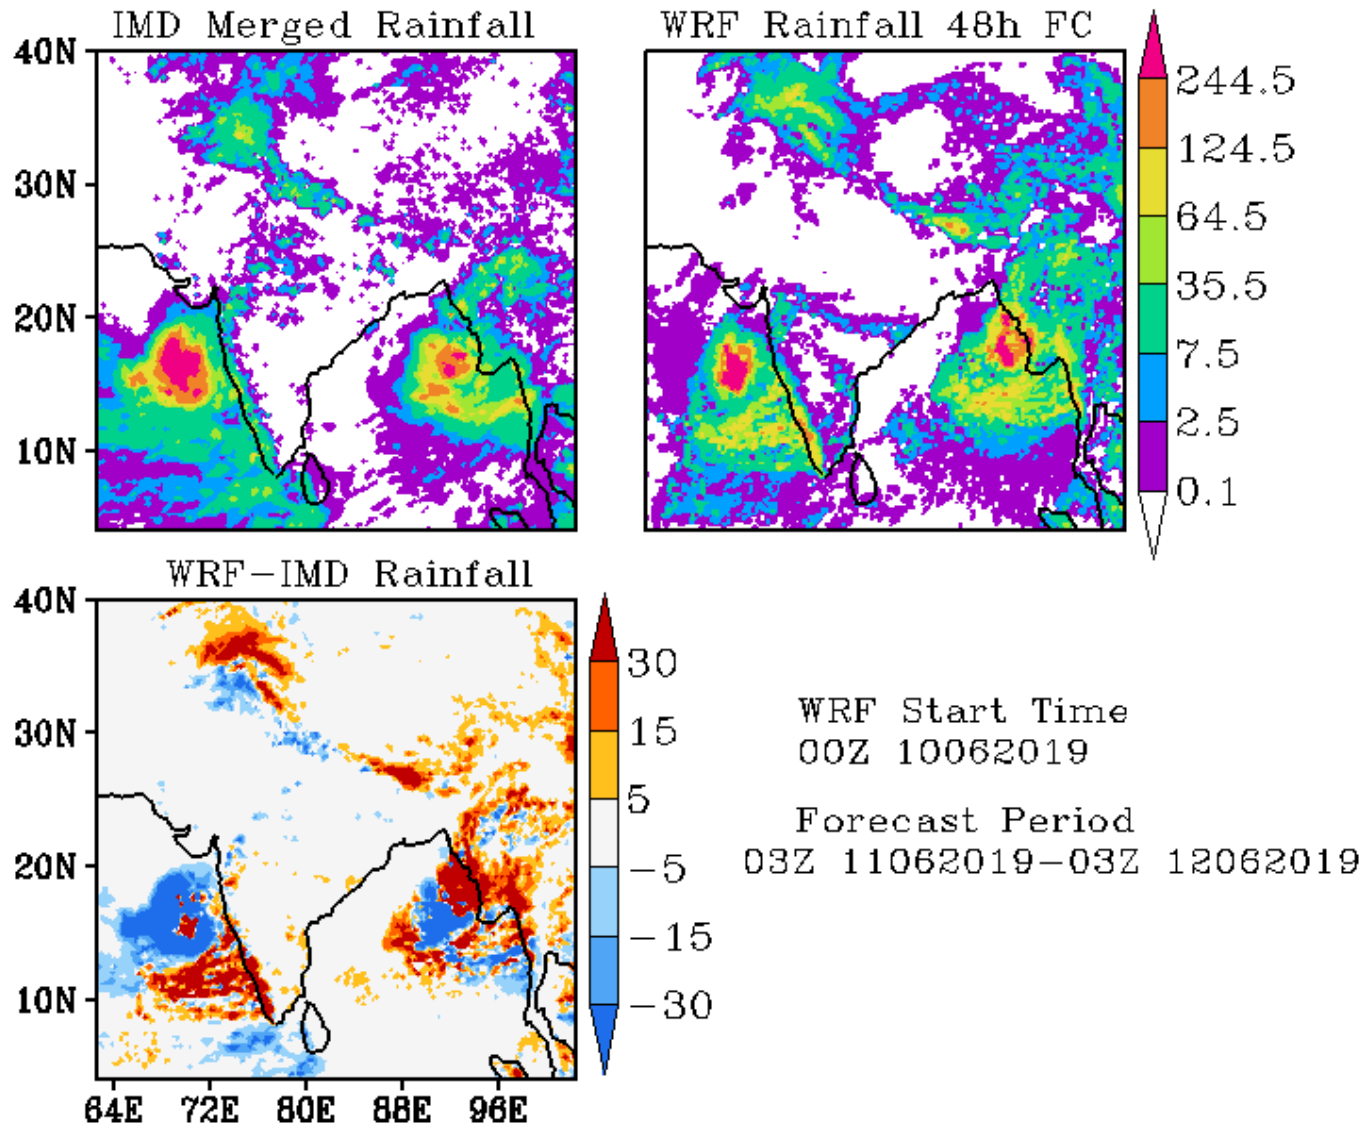 IMD Merged Rainfall
WRF Rainfall 48h FC
40N
30N
20N
10N
244.5
124.5
64.5
35.5
7.5
2.5
0.1
WRF-IMD Rainfall
40N
30N
20N
10N
64E 72E 80E 88E 96E
30
15
5
-5
-15
-30
WRF Start Time
00Z 10062019
Forecast Period
03Z 11062019-03Z 12062019